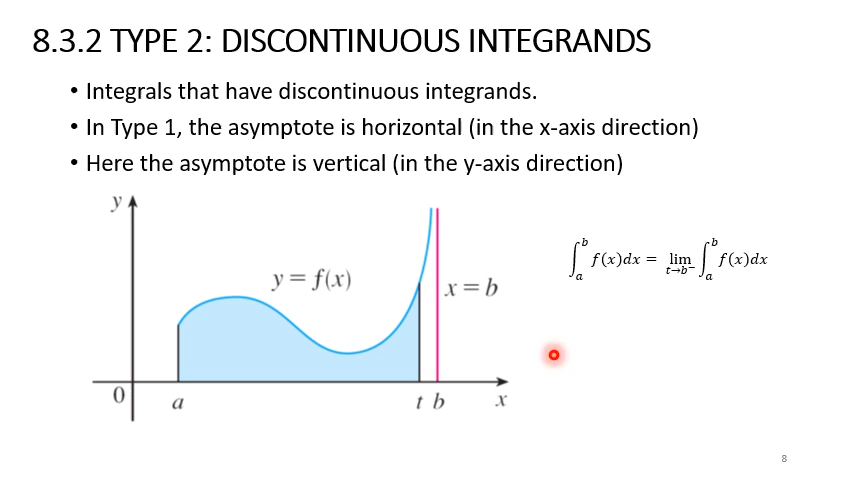 8.3.2 TYPE 2: DISCONTINUOUS INTEGRANDS
• Integrals that have discontinuous integrands.
• In Type 1, the asymptote is horizontal (in the x-axis direction)
• Here the asymptote is vertical (in the y-axis direction)
y
y = f(x)
x = b
0
a
t b
x
∫_a^b f(x)dx = lim_{t→b⁻} ∫_a^b f(x)dx
8